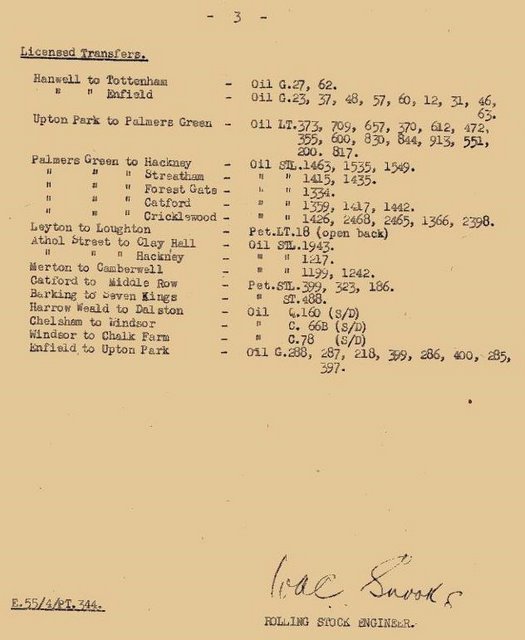 - 3 -
Licensed Transfers.
Hanwell to Tottenham - Oil G.27, 62.
" " Enfield - Oil G.23, 37, 48, 57, 60, 12, 31, 46,
63.
Upton Park to Palmers Green - Oil LT.373, 709, 657, 370, 612, 472,
355, 600, 830, 844, 913, 551,
200. 817.
Palmers Green to Hackney - Oil STL.1463, 1535, 1549.
" " " Streatham - " " 1415, 1435.
" " " Forest Gate - " " 1334.
" " " Catford - " " 1359, 1417, 1442.
" " " Cricklewood - " " 1426, 2468, 2465, 1366, 2398.
Leyton to Loughton - Pet.LT.18 (open back)
Athol Street to Clay Hall - Oil STL.1943.
" " " Hackney - " " 1217.
Merton to Camberwell - " " 1199, 1242.
Catford to Middle Row - Pet.STL.399, 323, 186.
Barking to Seven Kings - " ST.488.
Harrow Weald to Dalston - Oil Q.160 (S/D)
Chelsham to Windsor - " C. 66B (S/D)
Windsor to Chalk Farm - " C.78 (S/D)
Enfield to Upton Park - Oil G.288, 287, 218, 399, 286, 400, 285,
397.
E.55/4/PT.344.
ROLLING STOCK ENGINEER.